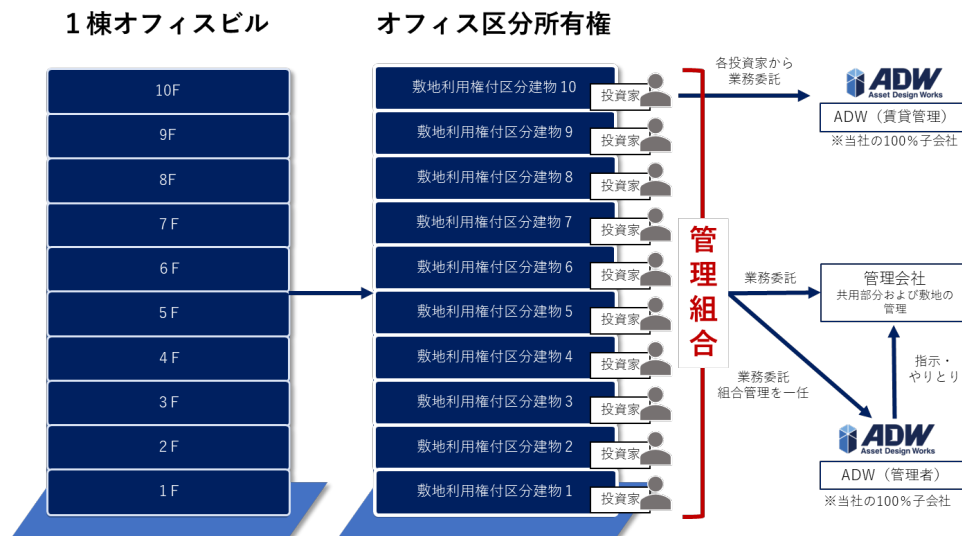 1棟オフィスビル
10F
9F
8F
7F
6F
5F
4F
3F
2F
1F
オフィス区分所有権
敷地利用権付区分建物10
投資家
敷地利用権付区分建物9
投資家
敷地利用権付区分建物8
投資家
敷地利用権付区分建物7
投資家
敷地利用権付区分建物6
投資家
敷地利用権付区分建物5
投資家
敷地利用権付区分建物4
投資家
敷地利用権付区分建物3
投資家
敷地利用権付区分建物2
投資家
敷地利用権付区分建物1
投資家
管理組合
各投資家から
業務委託
ADW
Asset Design Works
ADW（賃貸管理）
※当社の100％子会社
業務委託
管理会社
共用部分および敷地の
管理
業務委託
組合管理を一任
指示・
やりとり
ADW
Asset Design Works
ADW（管理者）
※当社の100％子会社